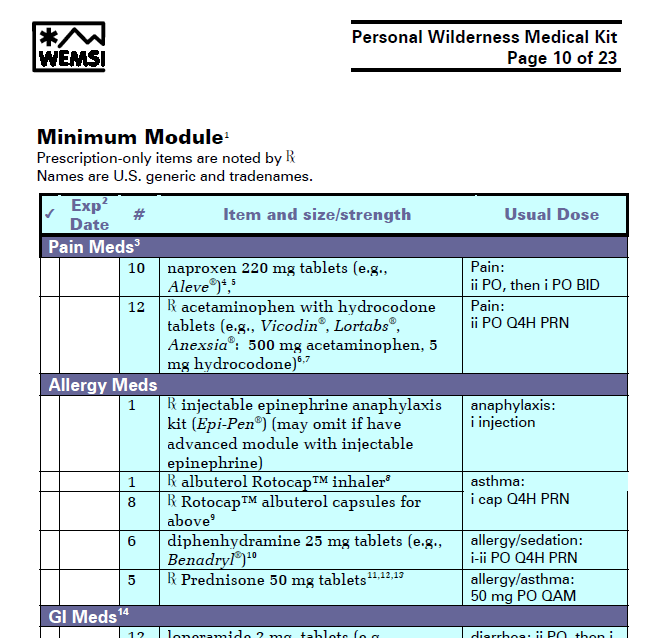 WEMSI
Personal Wilderness Medical Kit
Page 10 of 23
Minimum Module¹
Prescription-only items are noted by ℞
Names are U.S. generic and tradenames.
✓ Exp² Date # Item and size/strength Usual Dose
Pain Meds³
10 naproxen 220 mg tablets (e.g., Pain:
Aleve®)⁴,⁵ ii PO, then i PO BID
12 ℞ acetaminophen with hydrocodone Pain:
tablets (e.g., Vicodin®, Lortabs®, ii PO Q4H PRN
Anexsia®: 500 mg acetaminophen, 5
mg hydrocodone)⁶,⁷
Allergy Meds
1 ℞ injectable epinephrine anaphylaxis anaphylaxis:
kit (Epi-Pen®) (may omit if have i injection
advanced module with injectable
epinephrine)
1 ℞ albuterol Rotocap™ inhaler⁸ asthma:
8 ℞ Rotocap™ albuterol capsules for i cap Q4H PRN
above⁹
6 diphenhydramine 25 mg tablets (e.g., allergy/sedation:
Benadryl®)¹⁰ i-ii PO Q4H PRN
5 ℞ Prednisone 50 mg tablets¹¹,¹²,¹³ allergy/asthma:
50 mg PO QAM
GI Meds¹⁴
12 loperamide 2 mg tablets (e.g. diarrhea: ii PO, then i